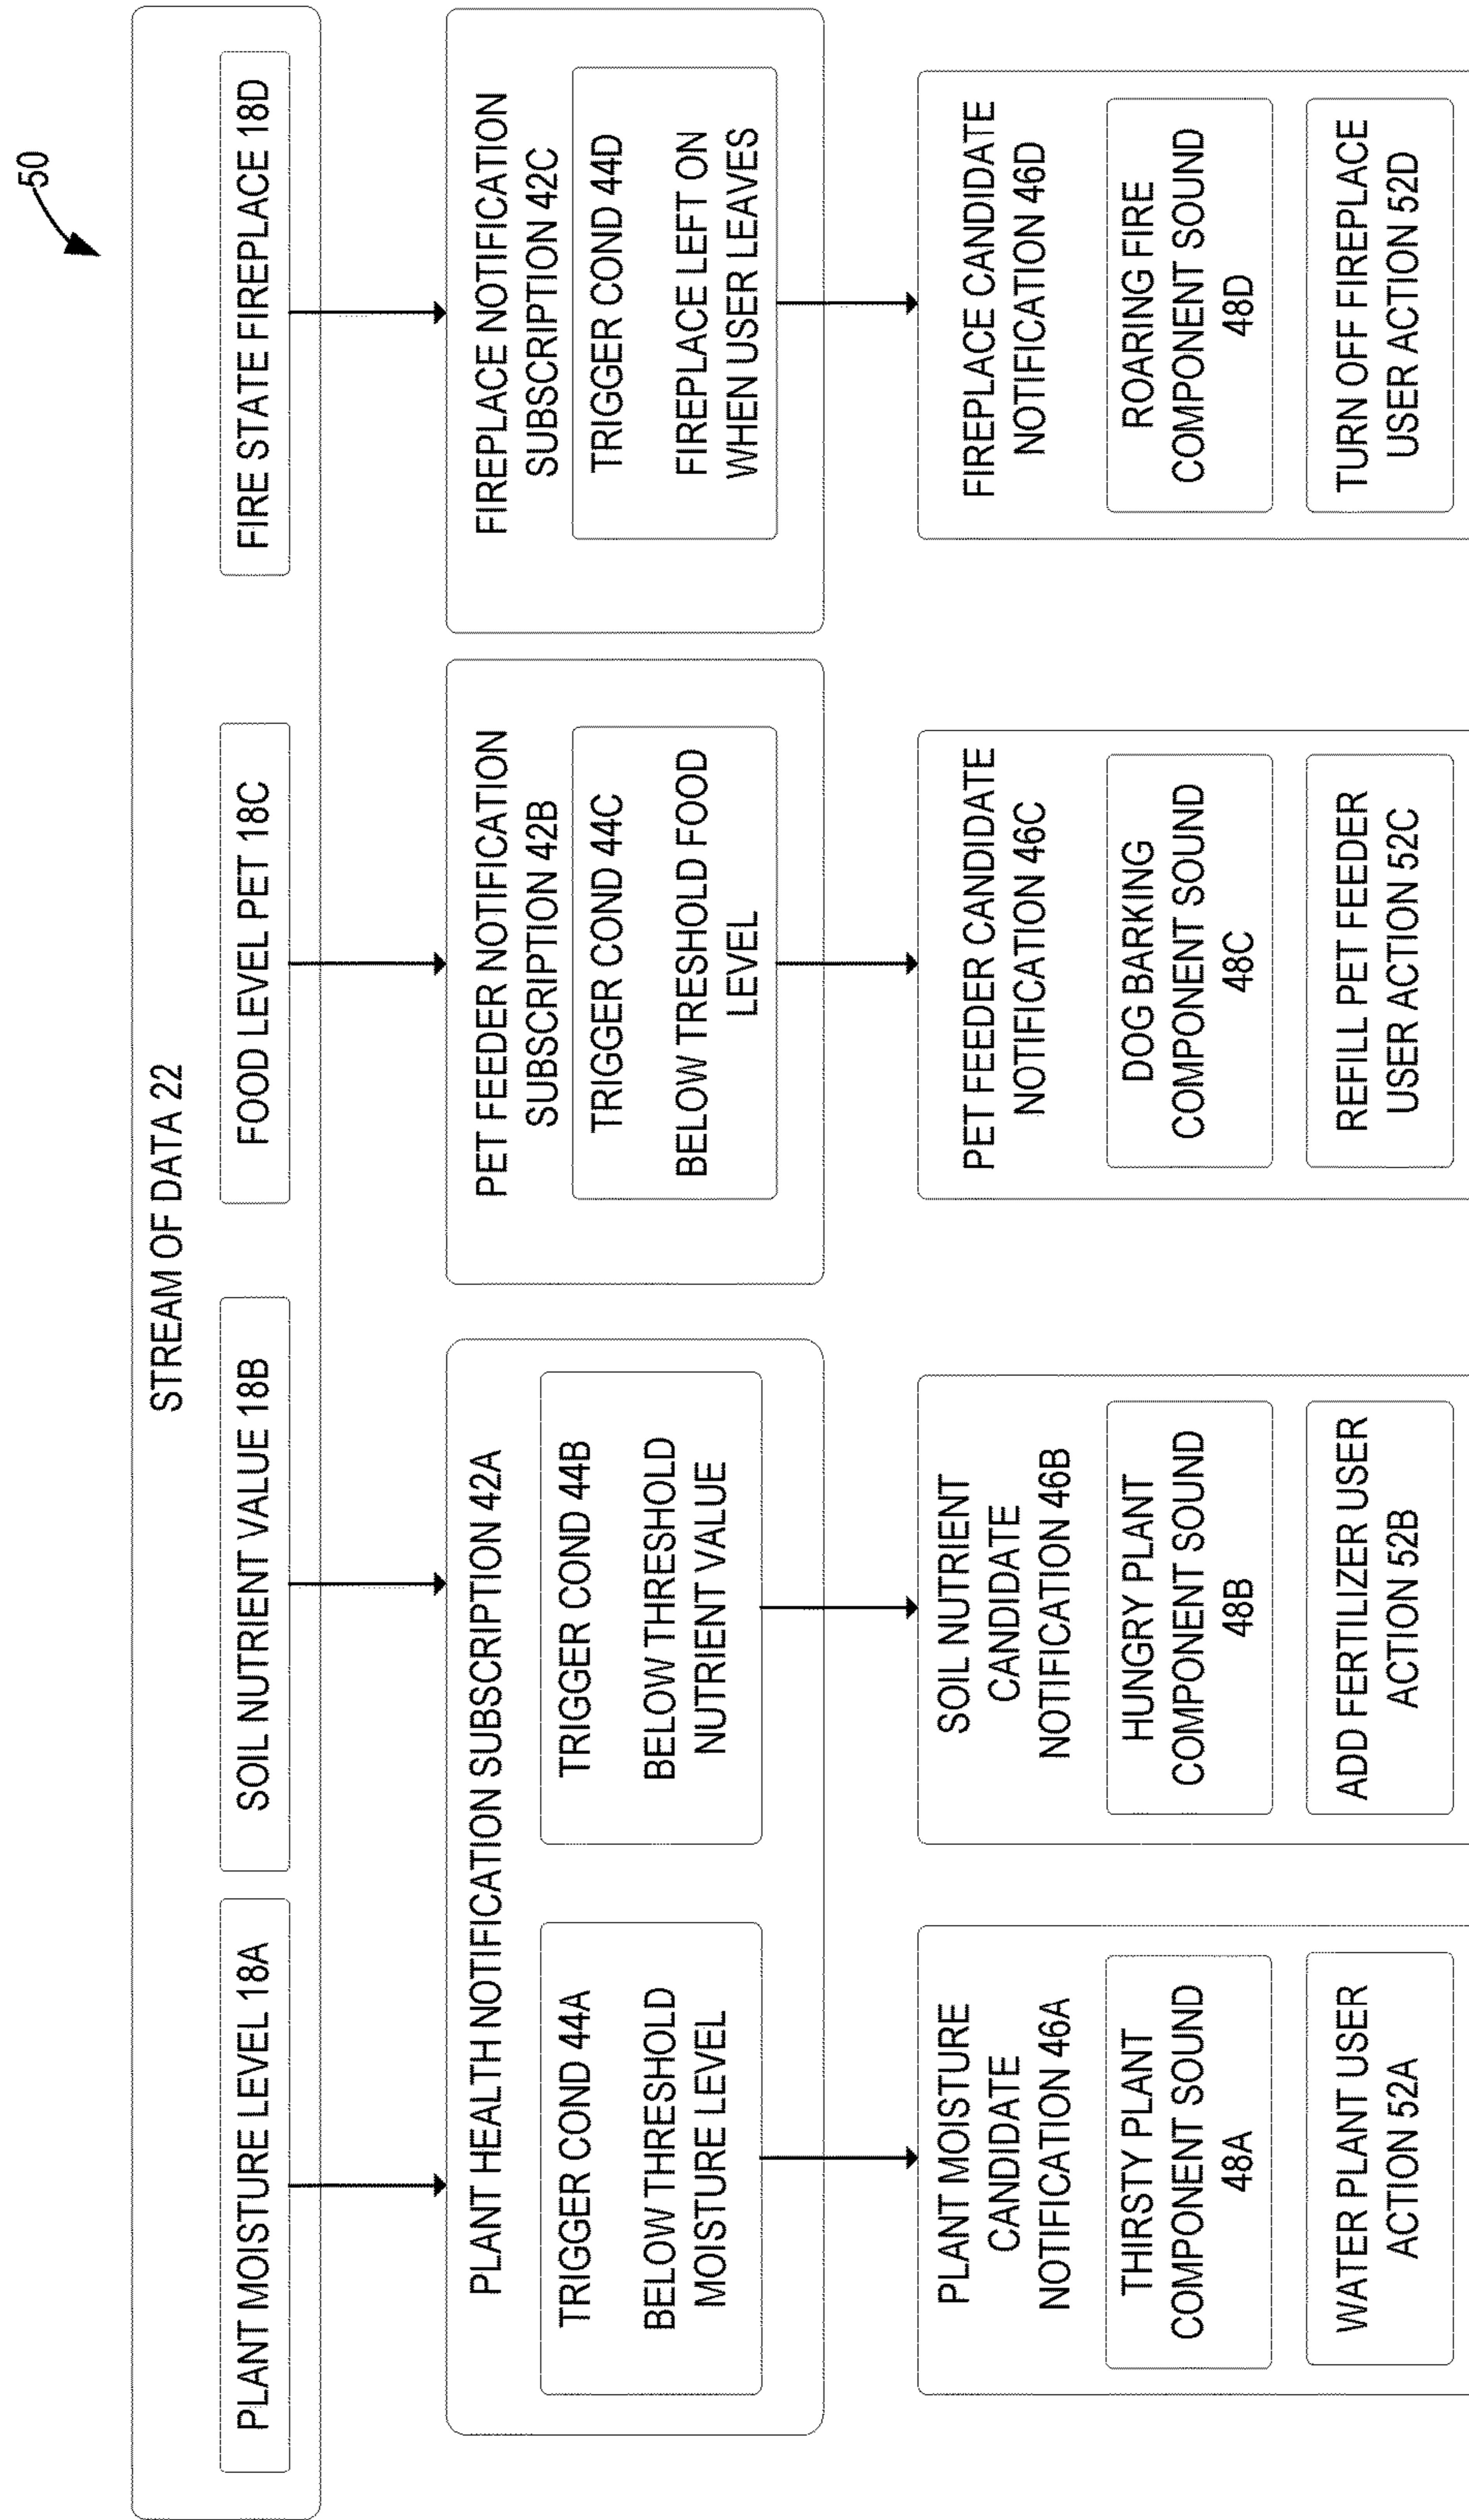 50
STREAM OF DATA 22
PLANT MOISTURE LEVEL 18A
SOIL NUTRIENT VALUE 18B
FOOD LEVEL PET 18C
FIRE STATE FIREPLACE 18D
PLANT HEALTH NOTIFICATION SUBSCRIPTION 42A
TRIGGER COND 44A
BELOW THRESHOLD
MOISTURE LEVEL
TRIGGER COND 44B
BELOW THRESHOLD
NUTRIENT VALUE
PET FEEDER NOTIFICATION
SUBSCRIPTION 42B
TRIGGER COND 44C
BELOW TRESHOLD FOOD
LEVEL
FIREPLACE NOTIFICATION
SUBSCRIPTION 42C
TRIGGER COND 44D
FIREPLACE LEFT ON
WHEN USER LEAVES
PLANT MOISTURE
CANDIDATE
NOTIFICATION 46A
THIRSTY PLANT
COMPONENT SOUND
48A
WATER PLANT USER
ACTION 52A
SOIL NUTRIENT
CANDIDATE
NOTIFICATION 46B
HUNGRY PLANT
COMPONENT SOUND
48B
ADD FERTILIZER USER
ACTION 52B
PET FEEDER CANDIDATE
NOTIFICATION 46C
DOG BARKING
COMPONENT SOUND
48C
REFILL PET FEEDER
USER ACTION 52C
FIREPLACE CANDIDATE
NOTIFICATION 46D
ROARING FIRE
COMPONENT SOUND
48D
TURN OFF FIREPLACE
USER ACTION 52D